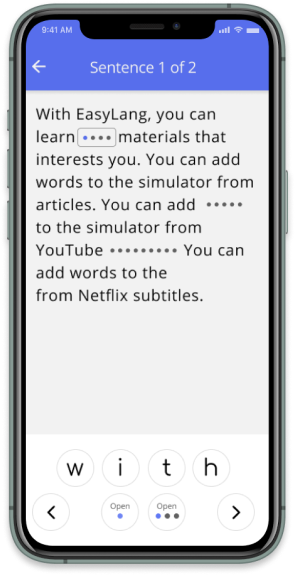 9:41 AM
Sentence 1 of 2
With EasyLang, you can
learn •••• materials that
interests you. You can add
words to the simulator from
articles. You can add •••••
to the simulator from
YouTube ••••••••• You can
add words to the
from Netflix subtitles.
w i t h
Open Open